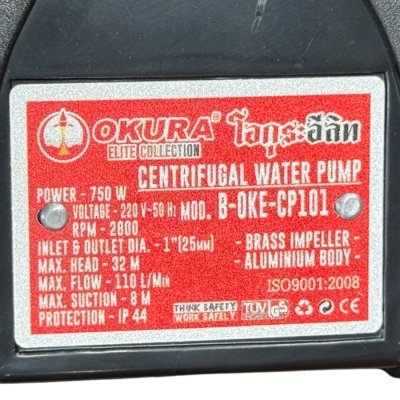 OKURA® โอกุระอีลิท
ELITE COLLECTION
CENTRIFUGAL WATER PUMP
POWER - 750 W
VOLTAGE - 220 V~50 Hz MOD. B-OKE-CP101
RPM - 2800
INLET & OUTLET DIA. - 1"(25MM) - BRASS IMPELLER -
MAX. HEAD - 32 M - ALUMINIUM BODY -
MAX. FLOW - 110 L/MIN
MAX. SUCTION - 8 M ISO9001:2008
PROTECTION - IP 44
THINK SAFETY
WORK SAFELY
TUV GS CE